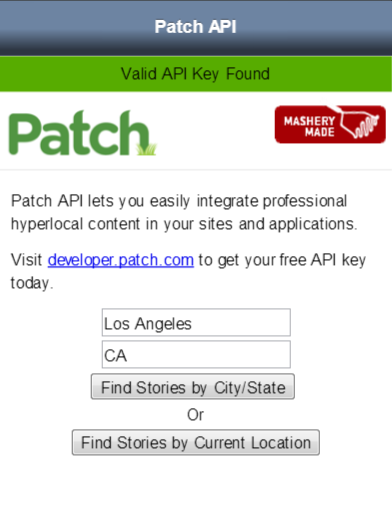 Patch API
Valid API Key Found
Patch
MASHERY
MADE
Patch API lets you easily integrate professional
hyperlocal content in your sites and applications.
Visit developer.patch.com to get your free API key
today.
Los Angeles
CA
Find Stories by City/State
Or
Find Stories by Current Location